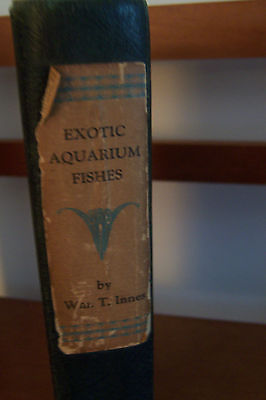 EXOTIC
AQUARIUM
FISHES
by
Wm. T. Innes